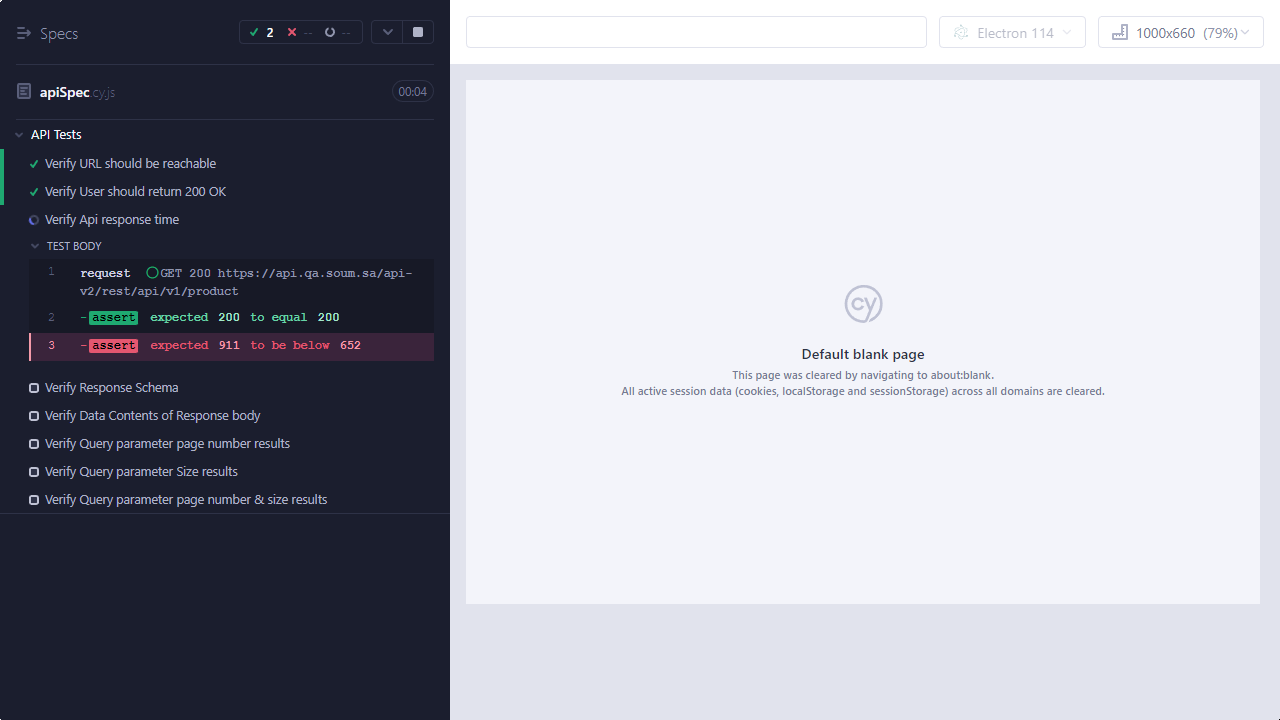 Specs
2
--
--
apiSpec.cy.js
00:04
API Tests
Verify URL should be reachable
Verify User should return 200 OK
Verify Api response time
TEST BODY
1 request GET 200 https://api.qa.soum.sa/api-
v2/rest/api/v1/product
2 -assert expected 200 to equal 200
3 -assert expected 911 to be below 652
Verify Response Schema
Verify Data Contents of Response body
Verify Query parameter page number results
Verify Query parameter Size results
Verify Query parameter page number & size results
Electron 114
1000x660 (79%)
cy
Default blank page
This page was cleared by navigating to about:blank.
All active session data (cookies, localStorage and sessionStorage) across all domains are cleared.